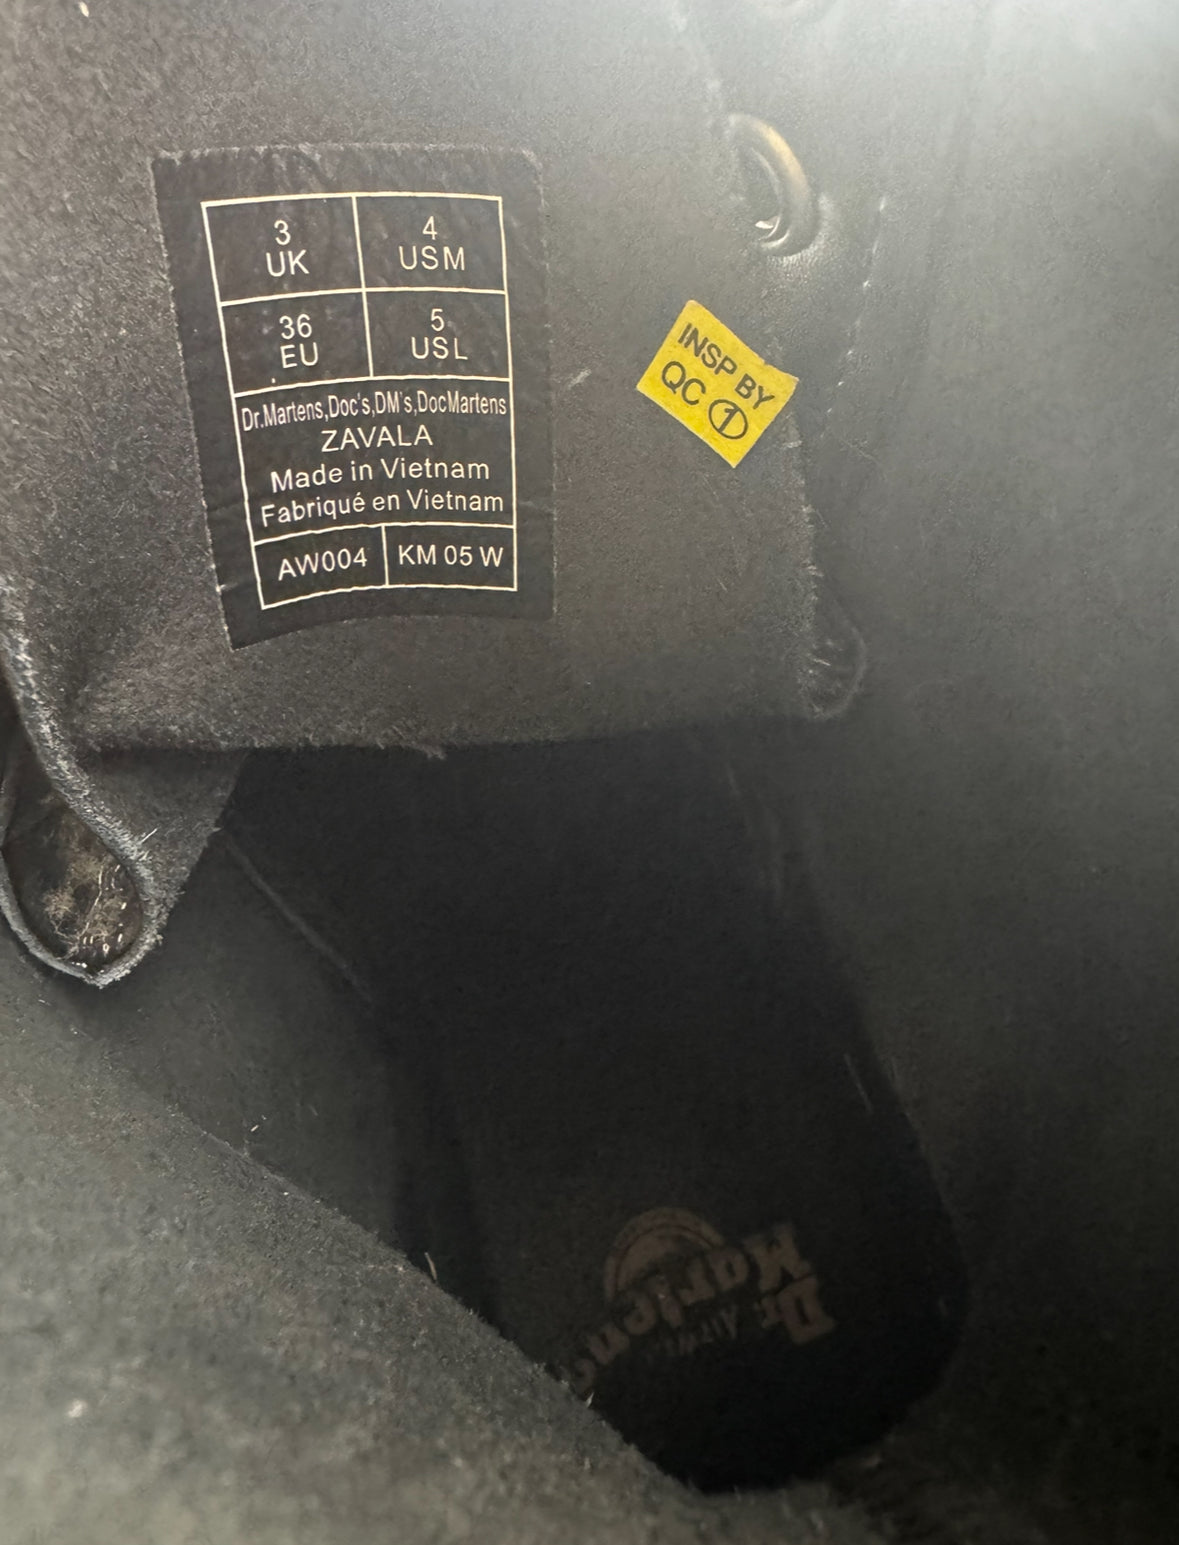 3
UK
4
USM
36
EU
5
USL
Dr.Martens,Doc's,DM's,DocMartens
ZAVALA
Made in Vietnam
Fabriqué en Vietnam
AW004
KM 05 W
INSP BY
QC 1
Dr.
Martens